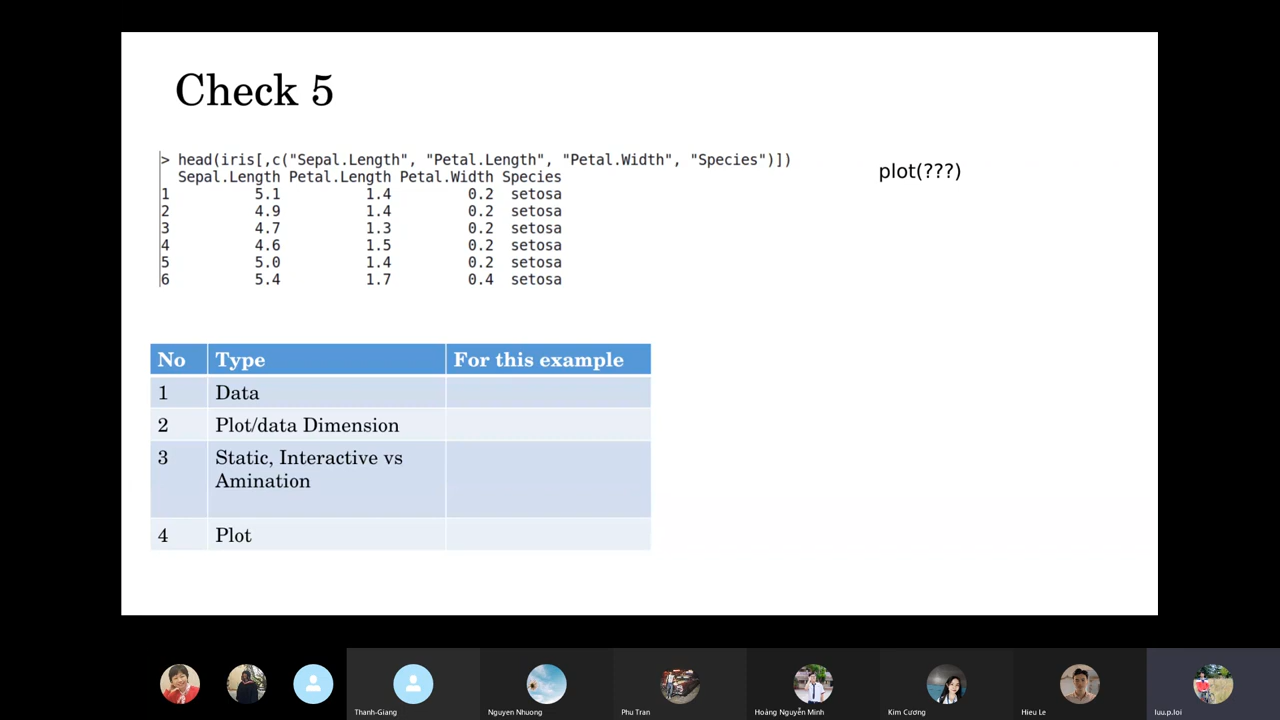 Check 5
> head(iris[,c("Sepal.Length", "Petal.Length", "Petal.Width", "Species")])
Sepal.Length Petal.Length Petal.Width Species
1 5.1 1.4 0.2 setosa
2 4.9 1.4 0.2 setosa
3 4.7 1.3 0.2 setosa
4 4.6 1.5 0.2 setosa
5 5.0 1.4 0.2 setosa
6 5.4 1.7 0.4 setosa
plot(???)
No Type For this example
1 Data
2 Plot/data Dimension
3 Static, Interactive vs
Amination
4 Plot
Thanh-Giang
Nguyen Nhuong
Phu Tran
Hoàng Nguyễn Minh
Kim Cương
Hieu Le
luu.p.loi